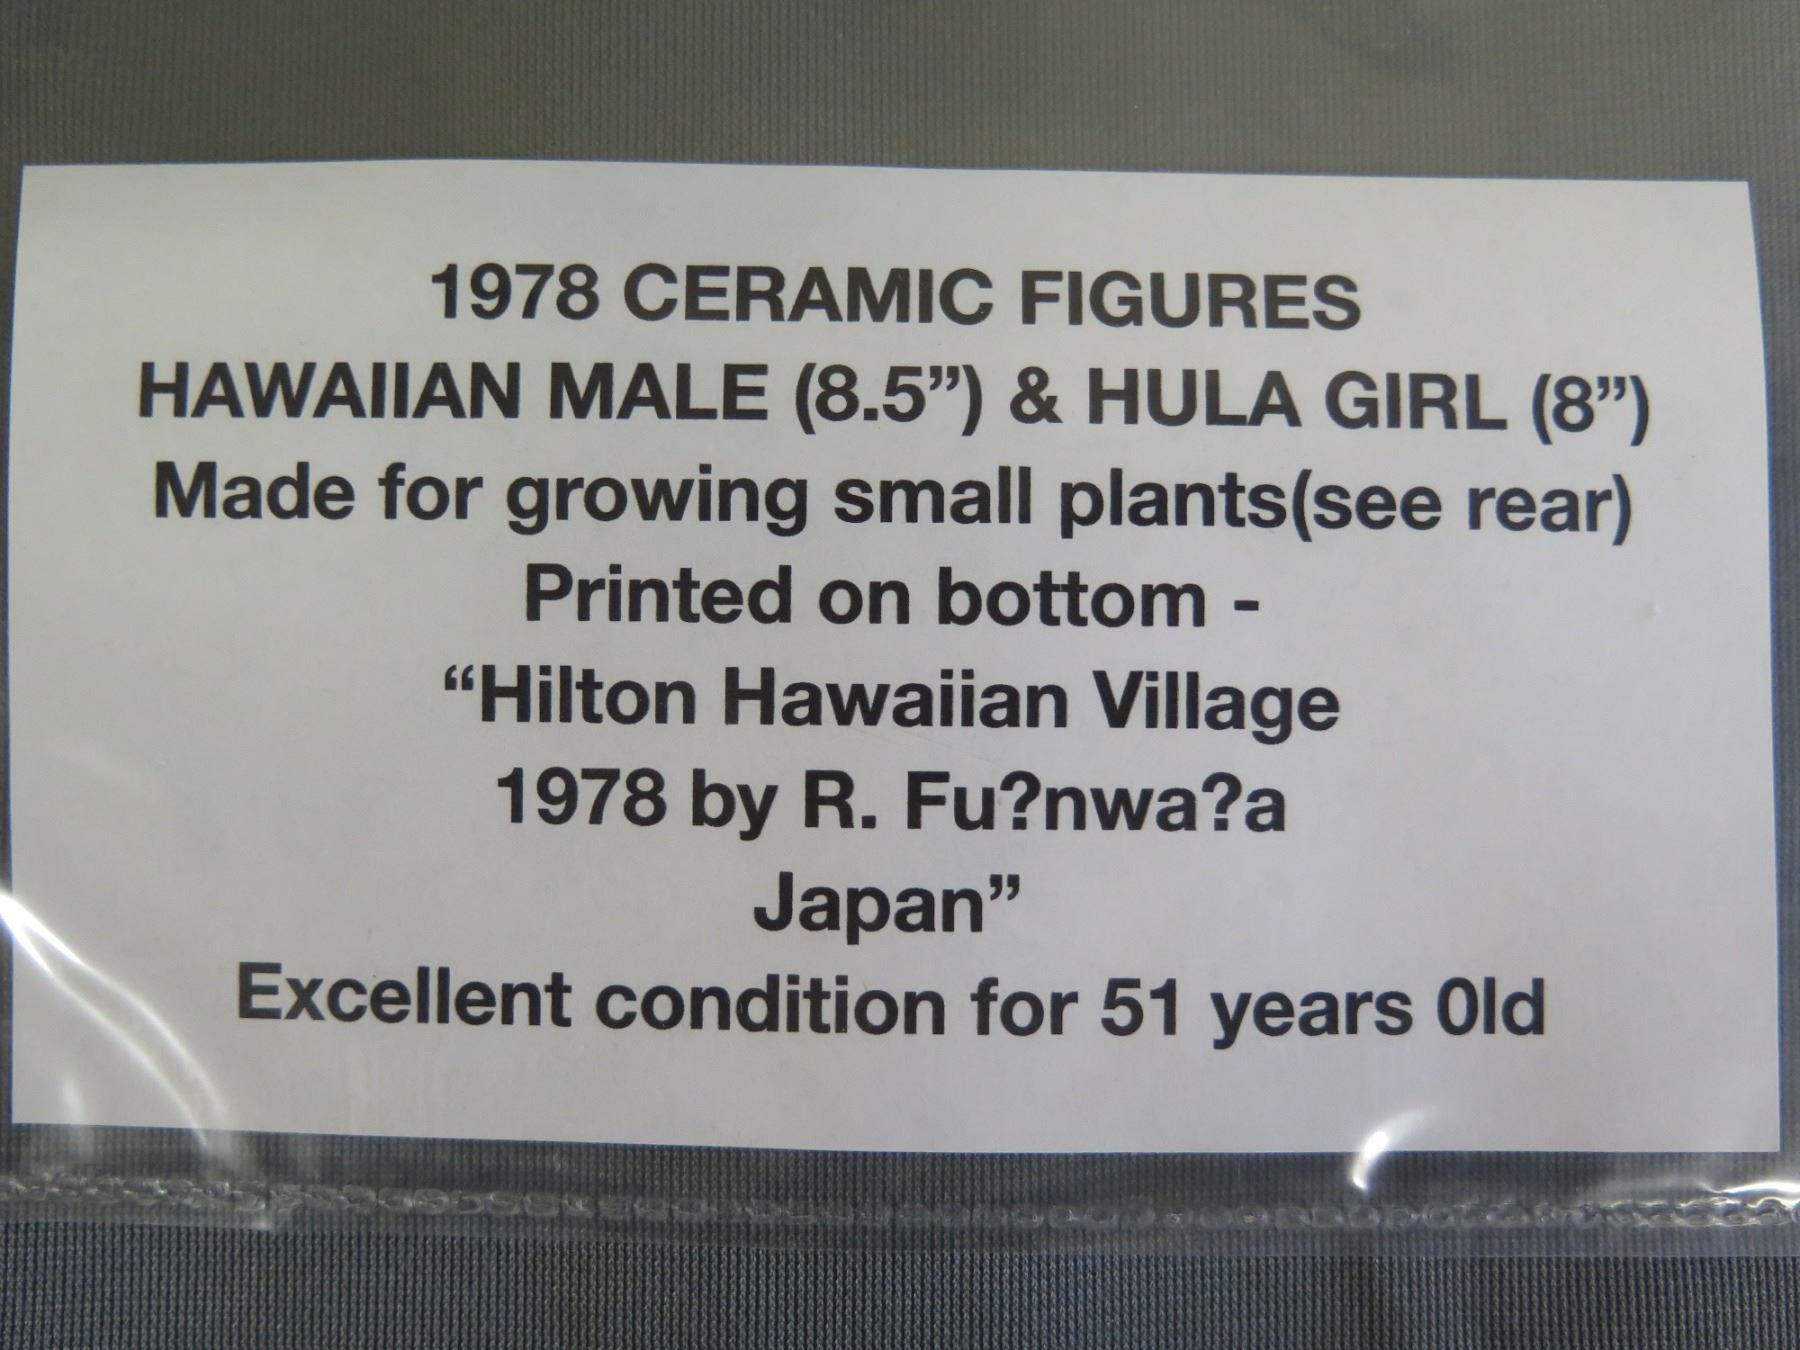 1978 CERAMIC FIGURES
HAWAIIAN MALE (8.5”) & HULA GIRL (8”)
Made for growing small plants(see rear)
Printed on bottom -
“Hilton Hawaiian Village
1978 by R. Fu?nwa?a
Japan”
Excellent condition for 51 years 0ld